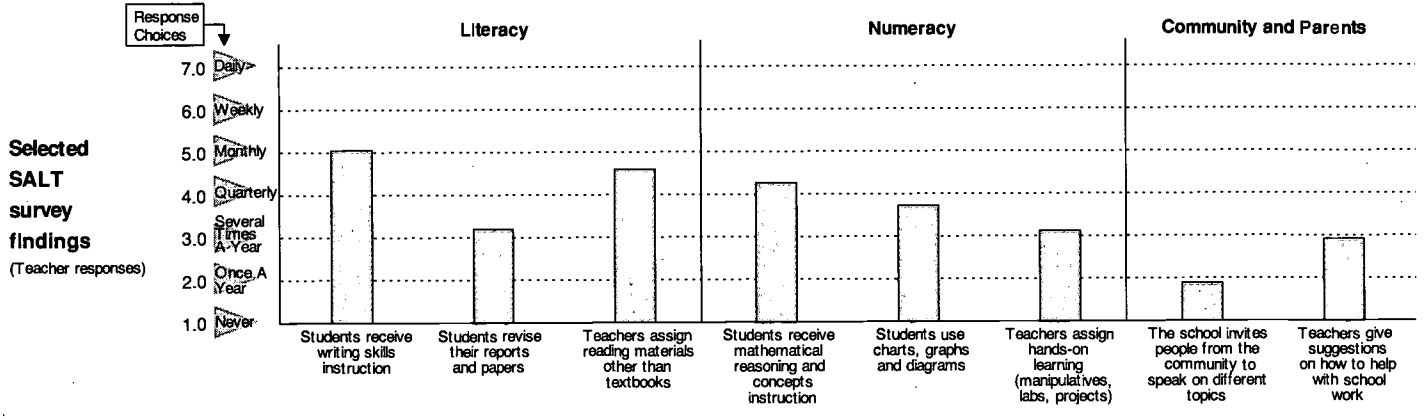 Response
Choices
Literacy
Numeracy
Community and Parents
Selected
SALT
survey
findings
(Teacher responses)
7.0 Daily
6.0 Weekly
5.0 Monthly
4.0 Quarterly
3.0 Several
Times
A-Year
2.0 Once A
Year
1.0 Never
Students receive
writing skills
instruction
Students revise
their reports
and papers
Teachers assign
reading materials
other than
textbooks
Students receive
mathematical
reasoning and
concepts
instruction
Students use
charts, graphs
and diagrams
Teachers assign
hands-on
learning
(manipulatives,
labs, projects)
The school invites
people from the
community to
speak on different
topics
Teachers give
suggestions
on how to help
with school
work